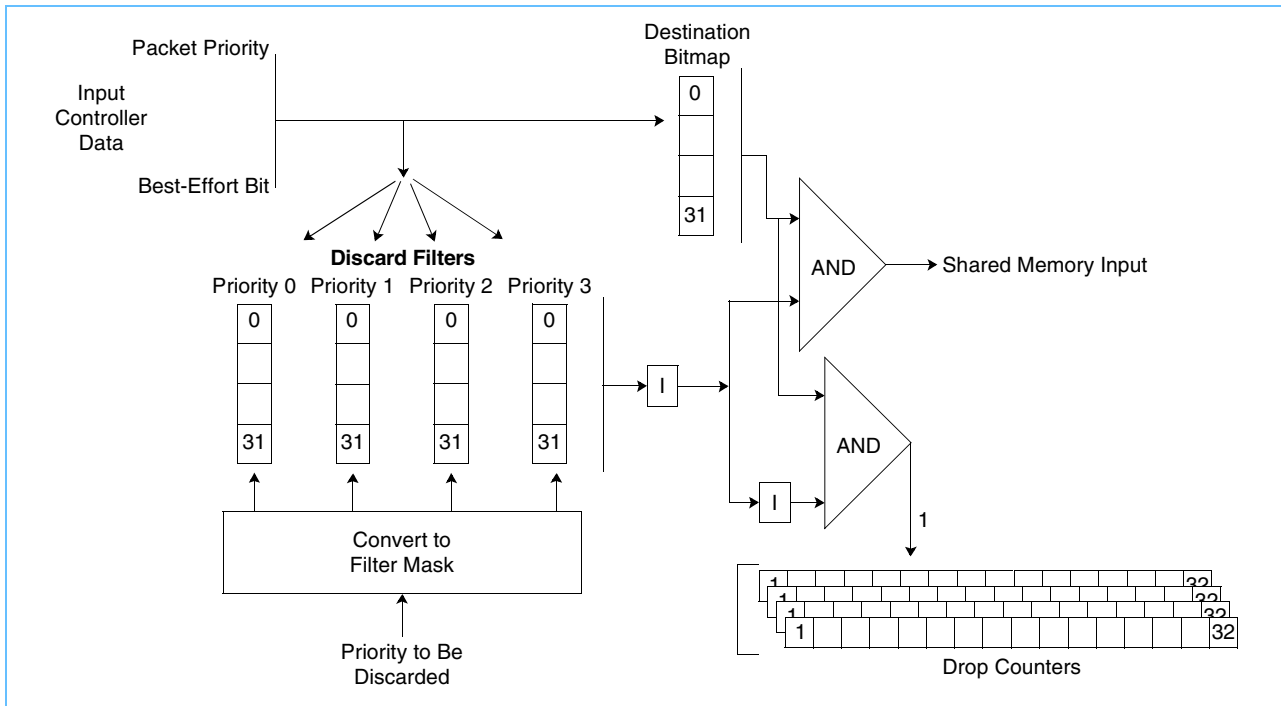 Packet Priority
Input
Controller
Data
Best-Effort Bit
Destination
Bitmap
0
31
Discard Filters
Priority 0 Priority 1 Priority 2 Priority 3
0 0 0 0
31 31 31 31
I
AND
Shared Memory Input
AND
I
1
Convert to
Filter Mask
Priority to Be
Discarded
1 32
1 32
1 32
1 32
Drop Counters